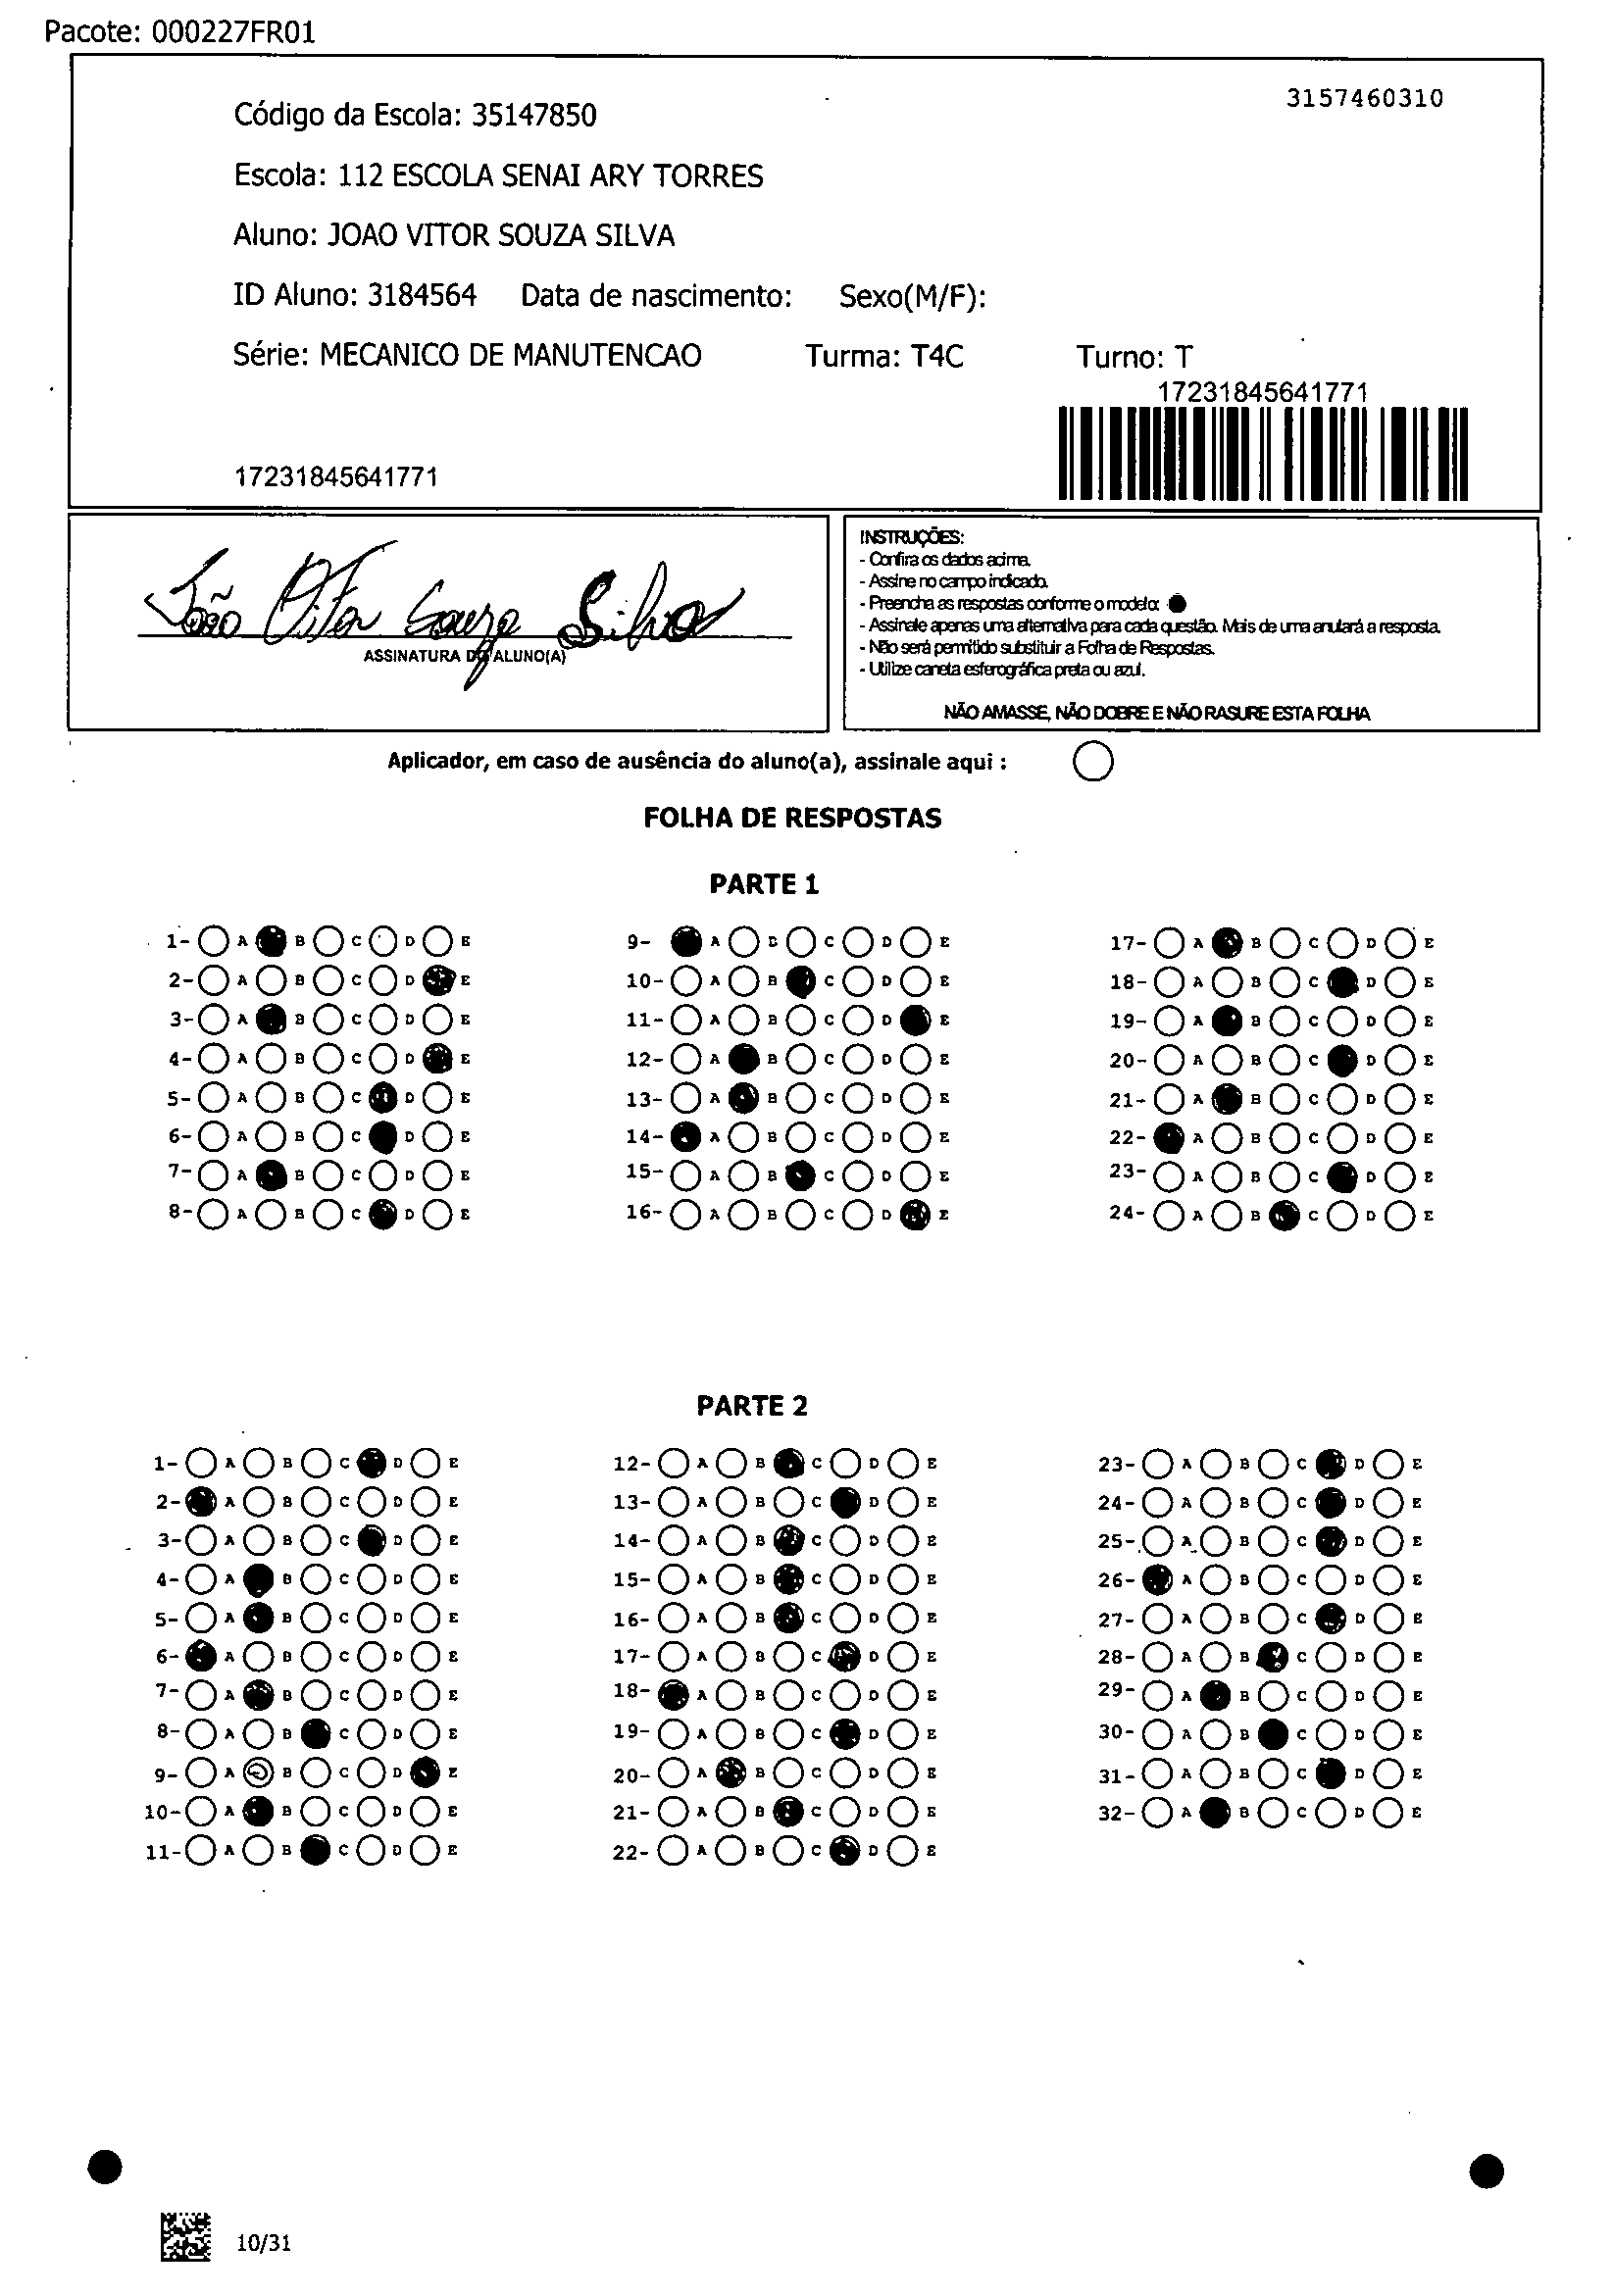 Pacote: 000227FR01
3157460310
Código da Escola: 35147850
Escola: 112 ESCOLA SENAI ARY TORRES
Aluno: JOAO VITOR SOUZA SILVA
ID Aluno: 3184564 Data de nascimento: Sexo(M/F):
Série: MECANICO DE MANUTENCAO Turma: T4C Turno: T
17231845641771
17231845641771
João Vitor Souza Silva
ASSINATURA DO ALUNO(A)
INSTRUÇÕES:
- Confira os dados acima.
- Assine no campo indicado.
- Preencha as respostas conforme o modelo:
- Assinale apenas uma alternativa para cada questão. Mais de uma anulará a resposta.
- Não será permitido substituir a Folha de Respostas.
- Utilize caneta esferográfica preta ou azul.
NÃO AMASSE, NÃO DOBRE E NÃO RASURE ESTA FOLHA
Aplicador, em caso de ausência do aluno(a), assinale aqui :
FOLHA DE RESPOSTAS
PARTE 1
1- A B C D E 9- A B C D E 17- A B C D E
2- A B C D E 10- A B C D E 18- A B C D E
3- A B C D E 11- A B C D E 19- A B C D E
4- A B C D E 12- A B C D E 20- A B C D E
5- A B C D E 13- A B C D E 21- A B C D E
6- A B C D E 14- A B C D E 22- A B C D E
7- A B C D E 15- A B C D E 23- A B C D E
8- A B C D E 16- A B C D E 24- A B C D E
PARTE 2
1- A B C D E 12- A B C D E 23- A B C D E
2- A B C D E 13- A B C D E 24- A B C D E
3- A B C D E 14- A B C D E 25- A B C D E
4- A B C D E 15- A B C D E 26- A B C D E
5- A B C D E 16- A B C D E 27- A B C D E
6- A B C D E 17- A B C D E 28- A B C D E
7- A B C D E 18- A B C D E 29- A B C D E
8- A B C D E 19- A B C D E 30- A B C D E
9- A B C D E 20- A B C D E 31- A B C D E
10- A B C D E 21- A B C D E 32- A B C D E
11- A B C D E 22- A B C D E
10/31